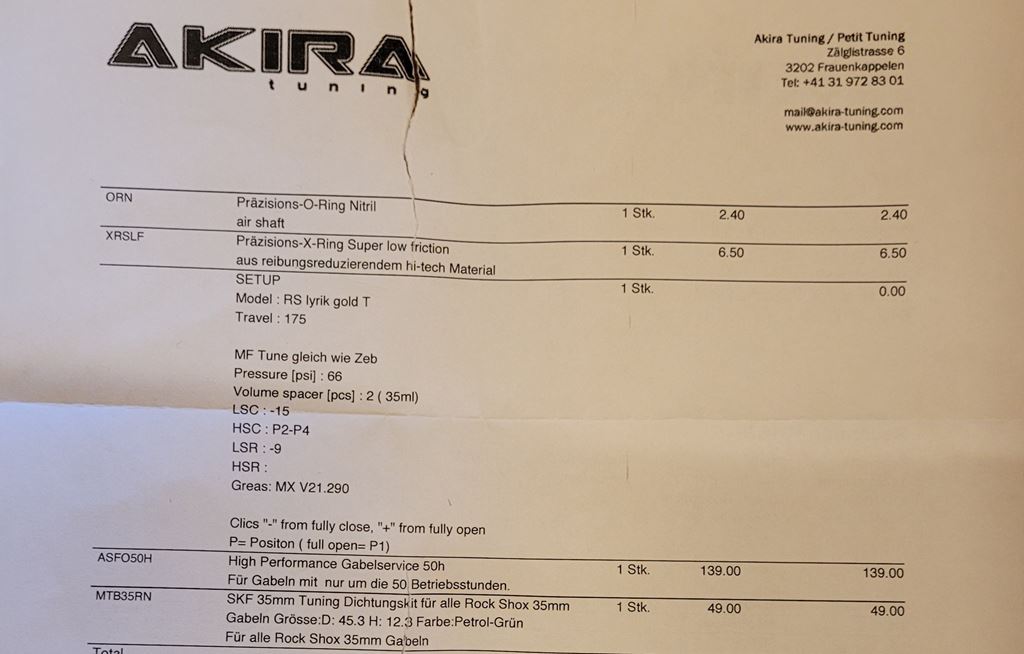 AKIRA
tuning
Akira Tuning / Petit Tuning
Zälglistrasse 6
3202 Frauenkappelen
Tel: +41 31 972 83 01
mail@akira-tuning.com
www.akira-tuning.com
ORN Präzisions-O-Ring Nitril 1 Stk. 2.40 2.40
air shaft
XRSLF Präzisions-X-Ring Super low friction 1 Stk. 6.50 6.50
aus reibungsreduzierendem hi-tech Material
SETUP 1 Stk. 0.00
Model : RS lyrik gold T
Travel : 175
MF Tune gleich wie Zeb
Pressure [psi] : 66
Volume spacer [pcs] : 2 ( 35ml)
LSC : -15
HSC : P2-P4
LSR : -9
HSR :
Greas: MX V21.290
Clics "-" from fully close, "+" from fully open
P= Positon ( full open= P1)
ASFO50H High Performance Gabelservice 50h 1 Stk. 139.00 139.00
Für Gabeln mit nur um die 50 Betriebsstunden.
MTB35RN SKF 35mm Tuning Dichtungskit für alle Rock Shox 35mm 1 Stk. 49.00 49.00
Gabeln Grösse:D: 45.3 H: 12.3 Farbe:Petrol-Grün
Für alle Rock Shox 35mm Gabeln
Total